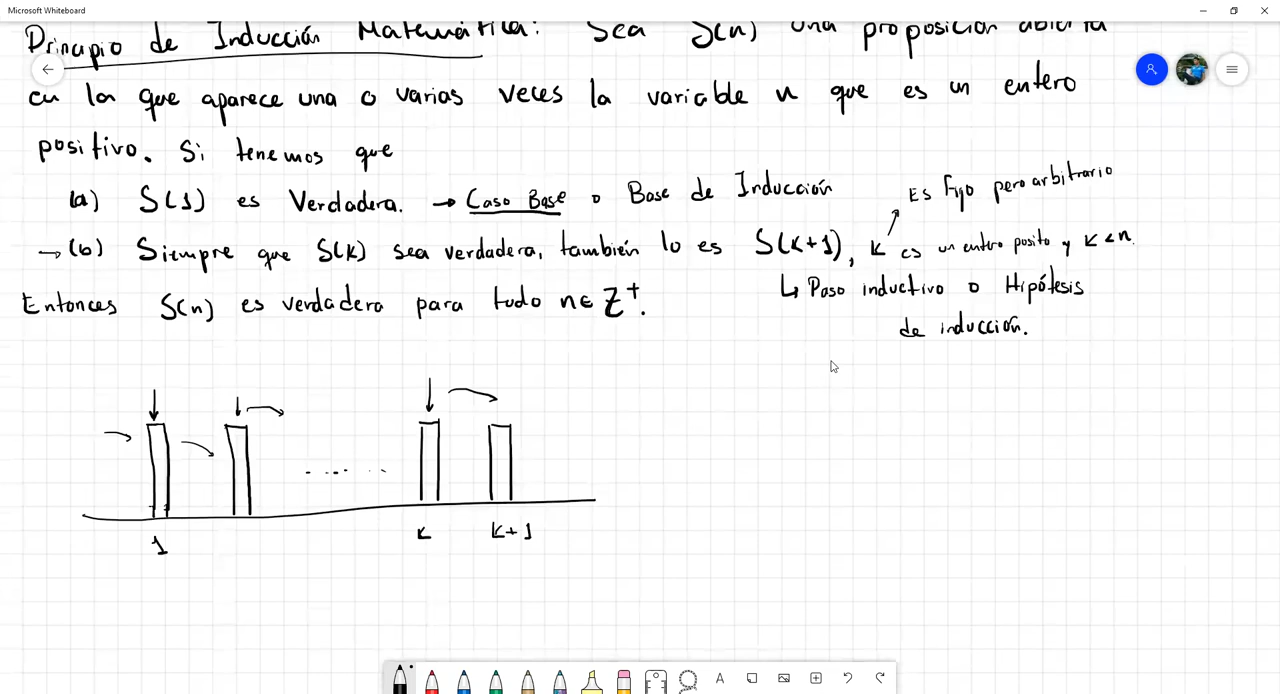 Microsoft Whiteboard
Principio de Inducción Matemática: Sea S(n) una proposición abierta
en la que aparece una o varias veces la variable n que es un entero
positivo. Si tenemos que
(a) S(1) es Verdadera. → Caso Base o Base de Inducción
Es Fijo pero arbitrario
→ (b) Siempre que S(k) sea verdadera, también lo es S(k+1), k es un entero posito y k<n.
↳ Paso inductivo o Hipótesis
de inducción.
Entonces S(n) es verdadera para todo n∈ Z⁺.
. . . . . .
1 k k+1